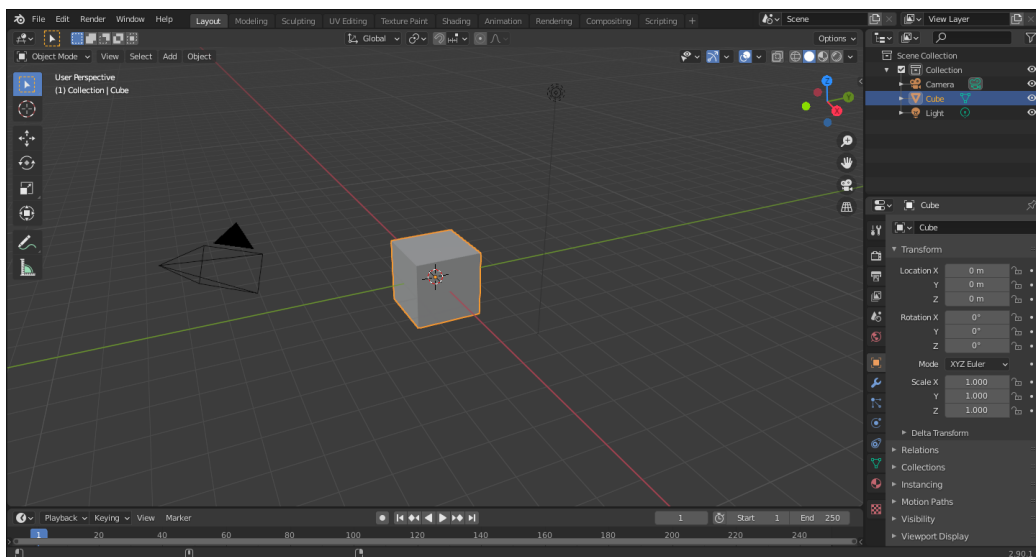 File Edit Render Window Help Layout Modeling Sculpting UV Editing Texture Paint Shading Animation Rendering Compositing Scripting + Scene View Layer
Global Options
Object Mode View Select Add Object
User Perspective
(1) Collection | Cube
Z
Y
X
Scene Collection
Collection
Camera
Cube
Light
Cube
Cube
Transform
Location X 0 m
Y 0 m
Z 0 m
Rotation X 0°
Y 0°
Z 0°
Mode XYZ Euler
Scale X 1.000
Y 1.000
Z 1.000
Delta Transform
Relations
Collections
Instancing
Motion Paths
Visibility
Viewport Display
Playback Keying View Marker 1 Start 1 End 250
1 20 40 60 80 100 120 140 160 180 200 220 240
2.90.1